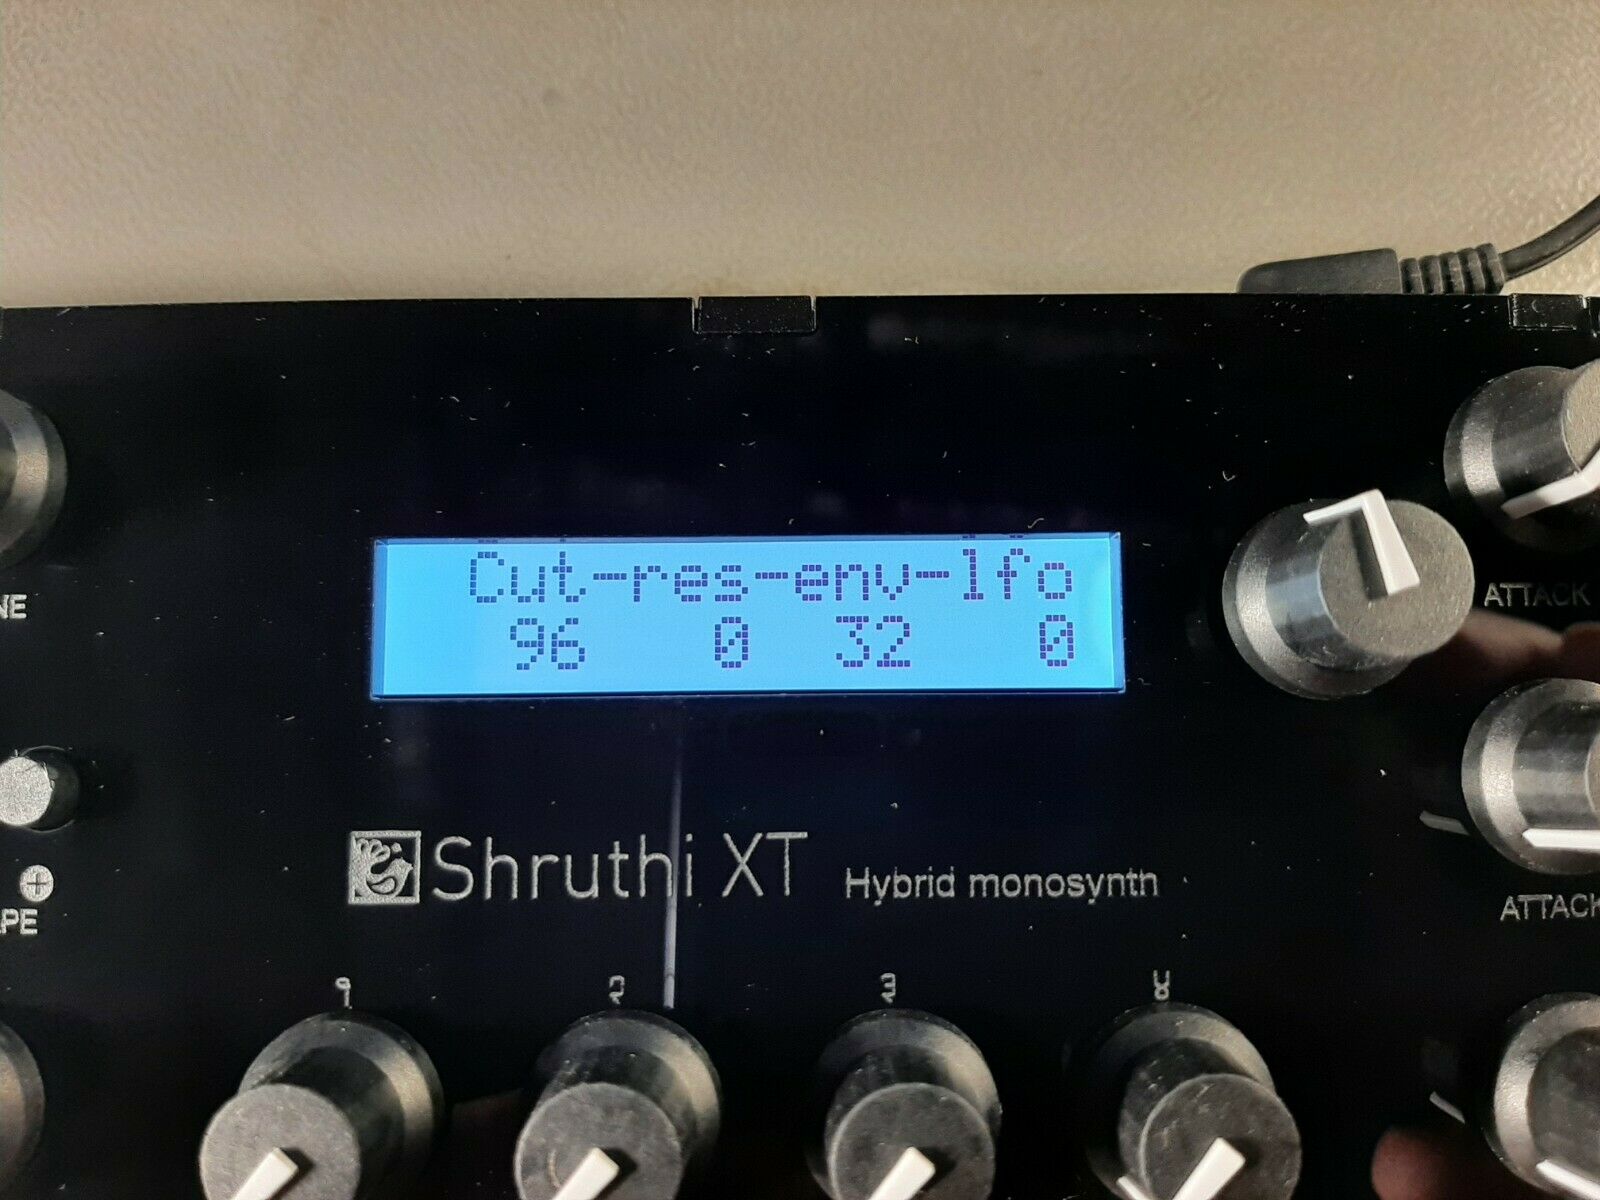 Cut-res-env-lfo
96 0 32 0
NE
ATTACK
Shruthi XT Hybrid monosynth
APE
ATTACK
1 2 3 4